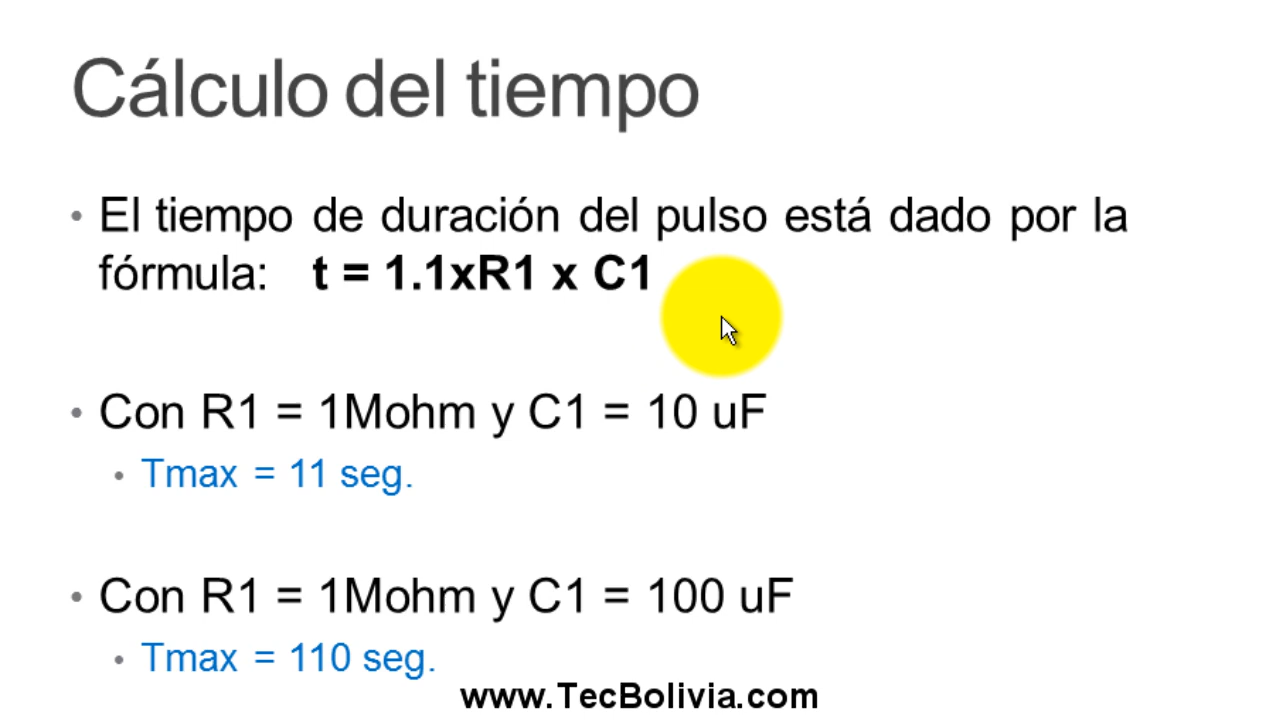 Cálculo del tiempo
• El tiempo de duración del pulso está dado por la
fórmula: t = 1.1xR1 x C1
• Con R1 = 1Mohm y C1 = 10 uF
• Tmax = 11 seg.
• Con R1 = 1Mohm y C1 = 100 uF
• Tmax = 110 seg.
www.TecBolivia.com